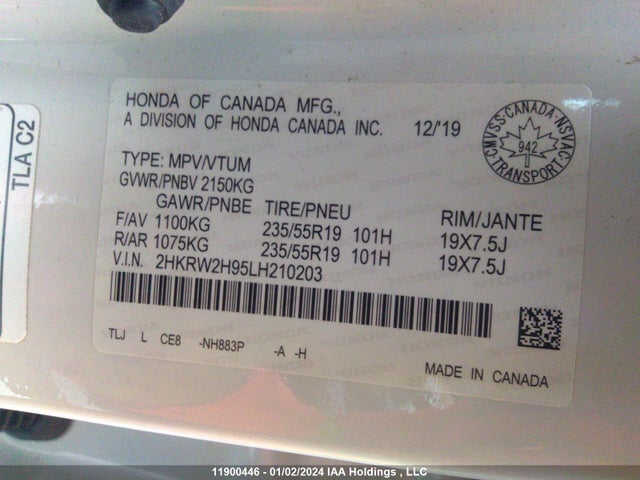 TLA C2
HONDA OF CANADA MFG.,
A DIVISION OF HONDA CANADA INC. 12/'19
CMVSS-CANADA-NSVAC
942
TRANSPORT
TYPE: MPV/VTUM
GVWR/PNBV 2150KG
GAWR/PNBE TIRE/PNEU RIM/JANTE
F/AV 1100KG 235/55R19 101H 19X7.5J
R/AR 1075KG 235/55R19 101H 19X7.5J
V.I.N. 2HKRW2H95LH210203
TLJ L CE8 -NH883P -A -H
MADE IN CANADA
11900446 - 01/02/2024 IAA Holdings , LLC